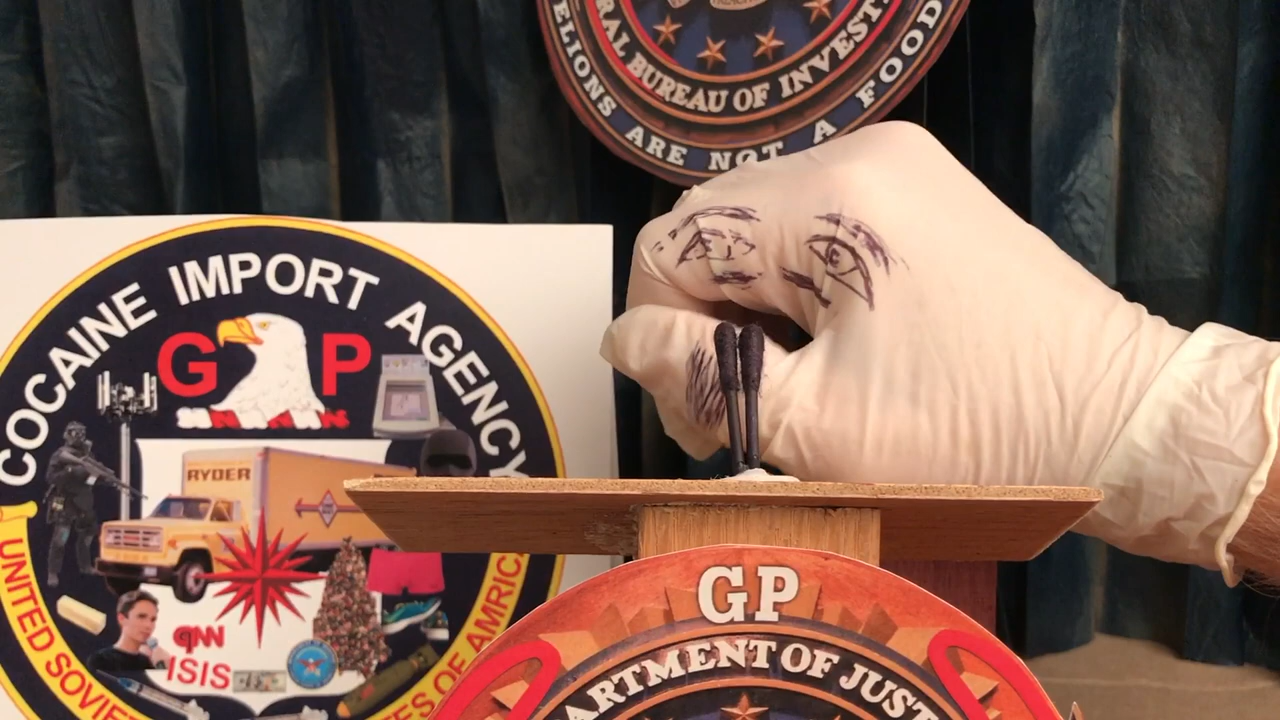 RAL BUREAU OF INVEST
ELIONS ARE NOT A FOOD
COCAINE IMPORT AGENCY
G P
RYDER
CNN
ISIS
UNITED SOVIE
ES OF AMRICA
GP
ARTMENT OF JUST